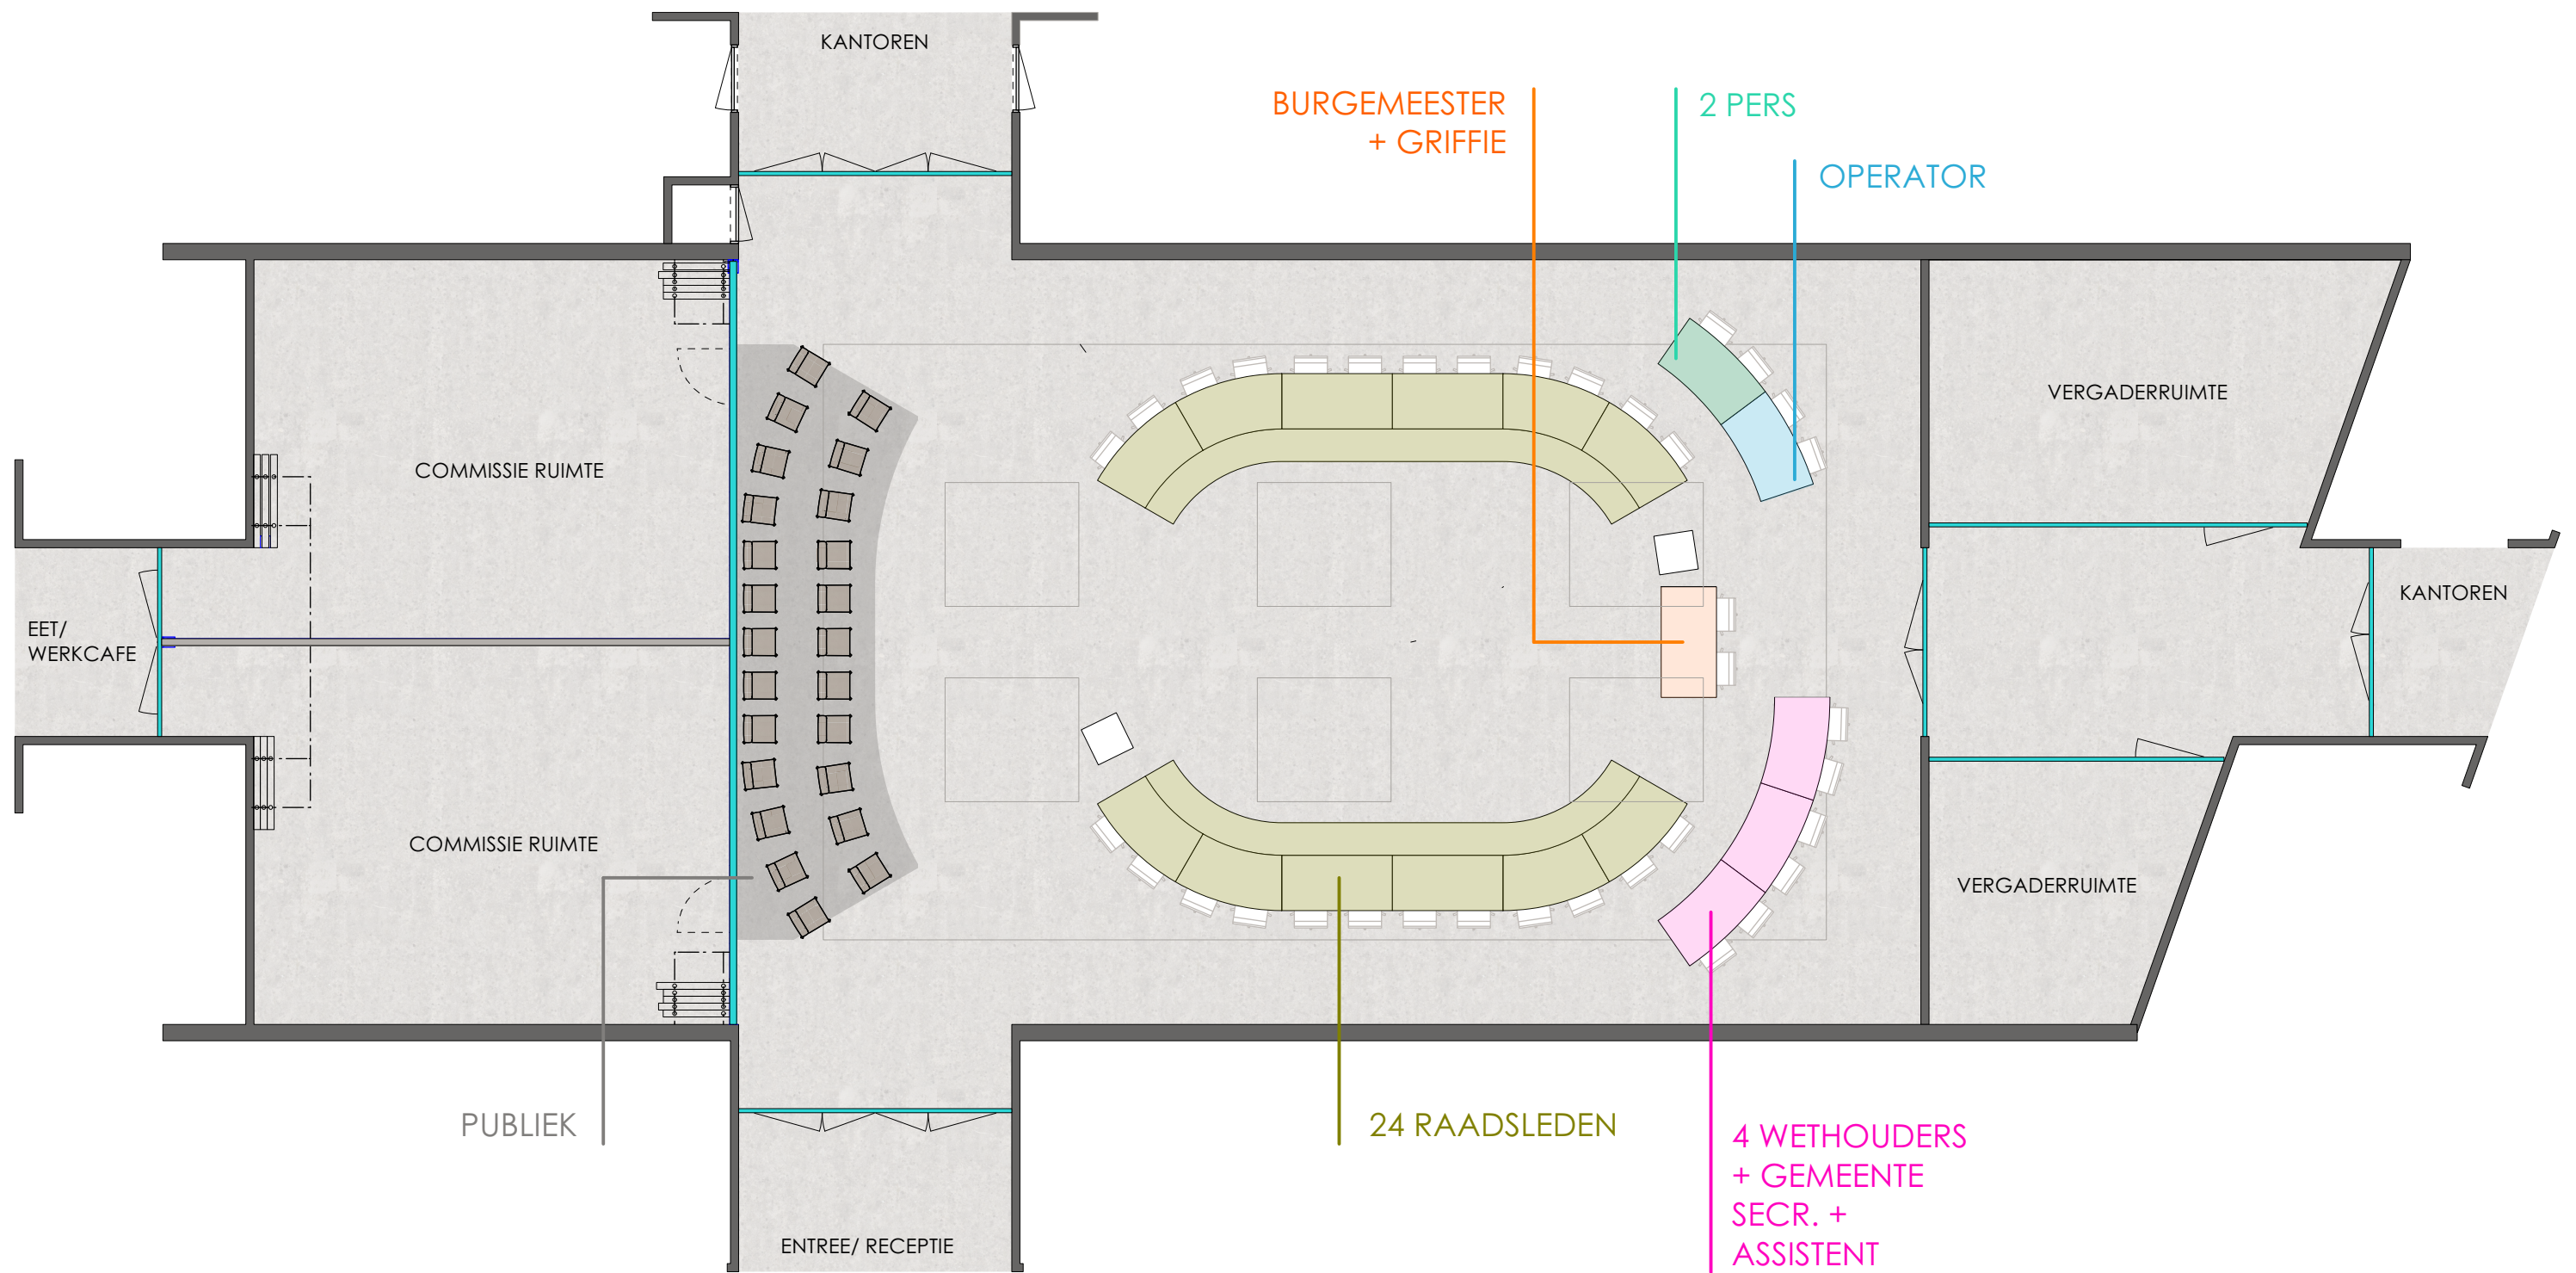 KANTOREN
BURGEMEESTER
+ GRIFFIE
2 PERS
OPERATOR
VERGADERRUIMTE
COMMISSIE RUIMTE
KANTOREN
EET/
WERKCAFE
COMMISSIE RUIMTE
VERGADERRUIMTE
PUBLIEK
24 RAADSLEDEN
4 WETHOUDERS
+ GEMEENTE
SECR. +
ASSISTENT
ENTREE/ RECEPTIE